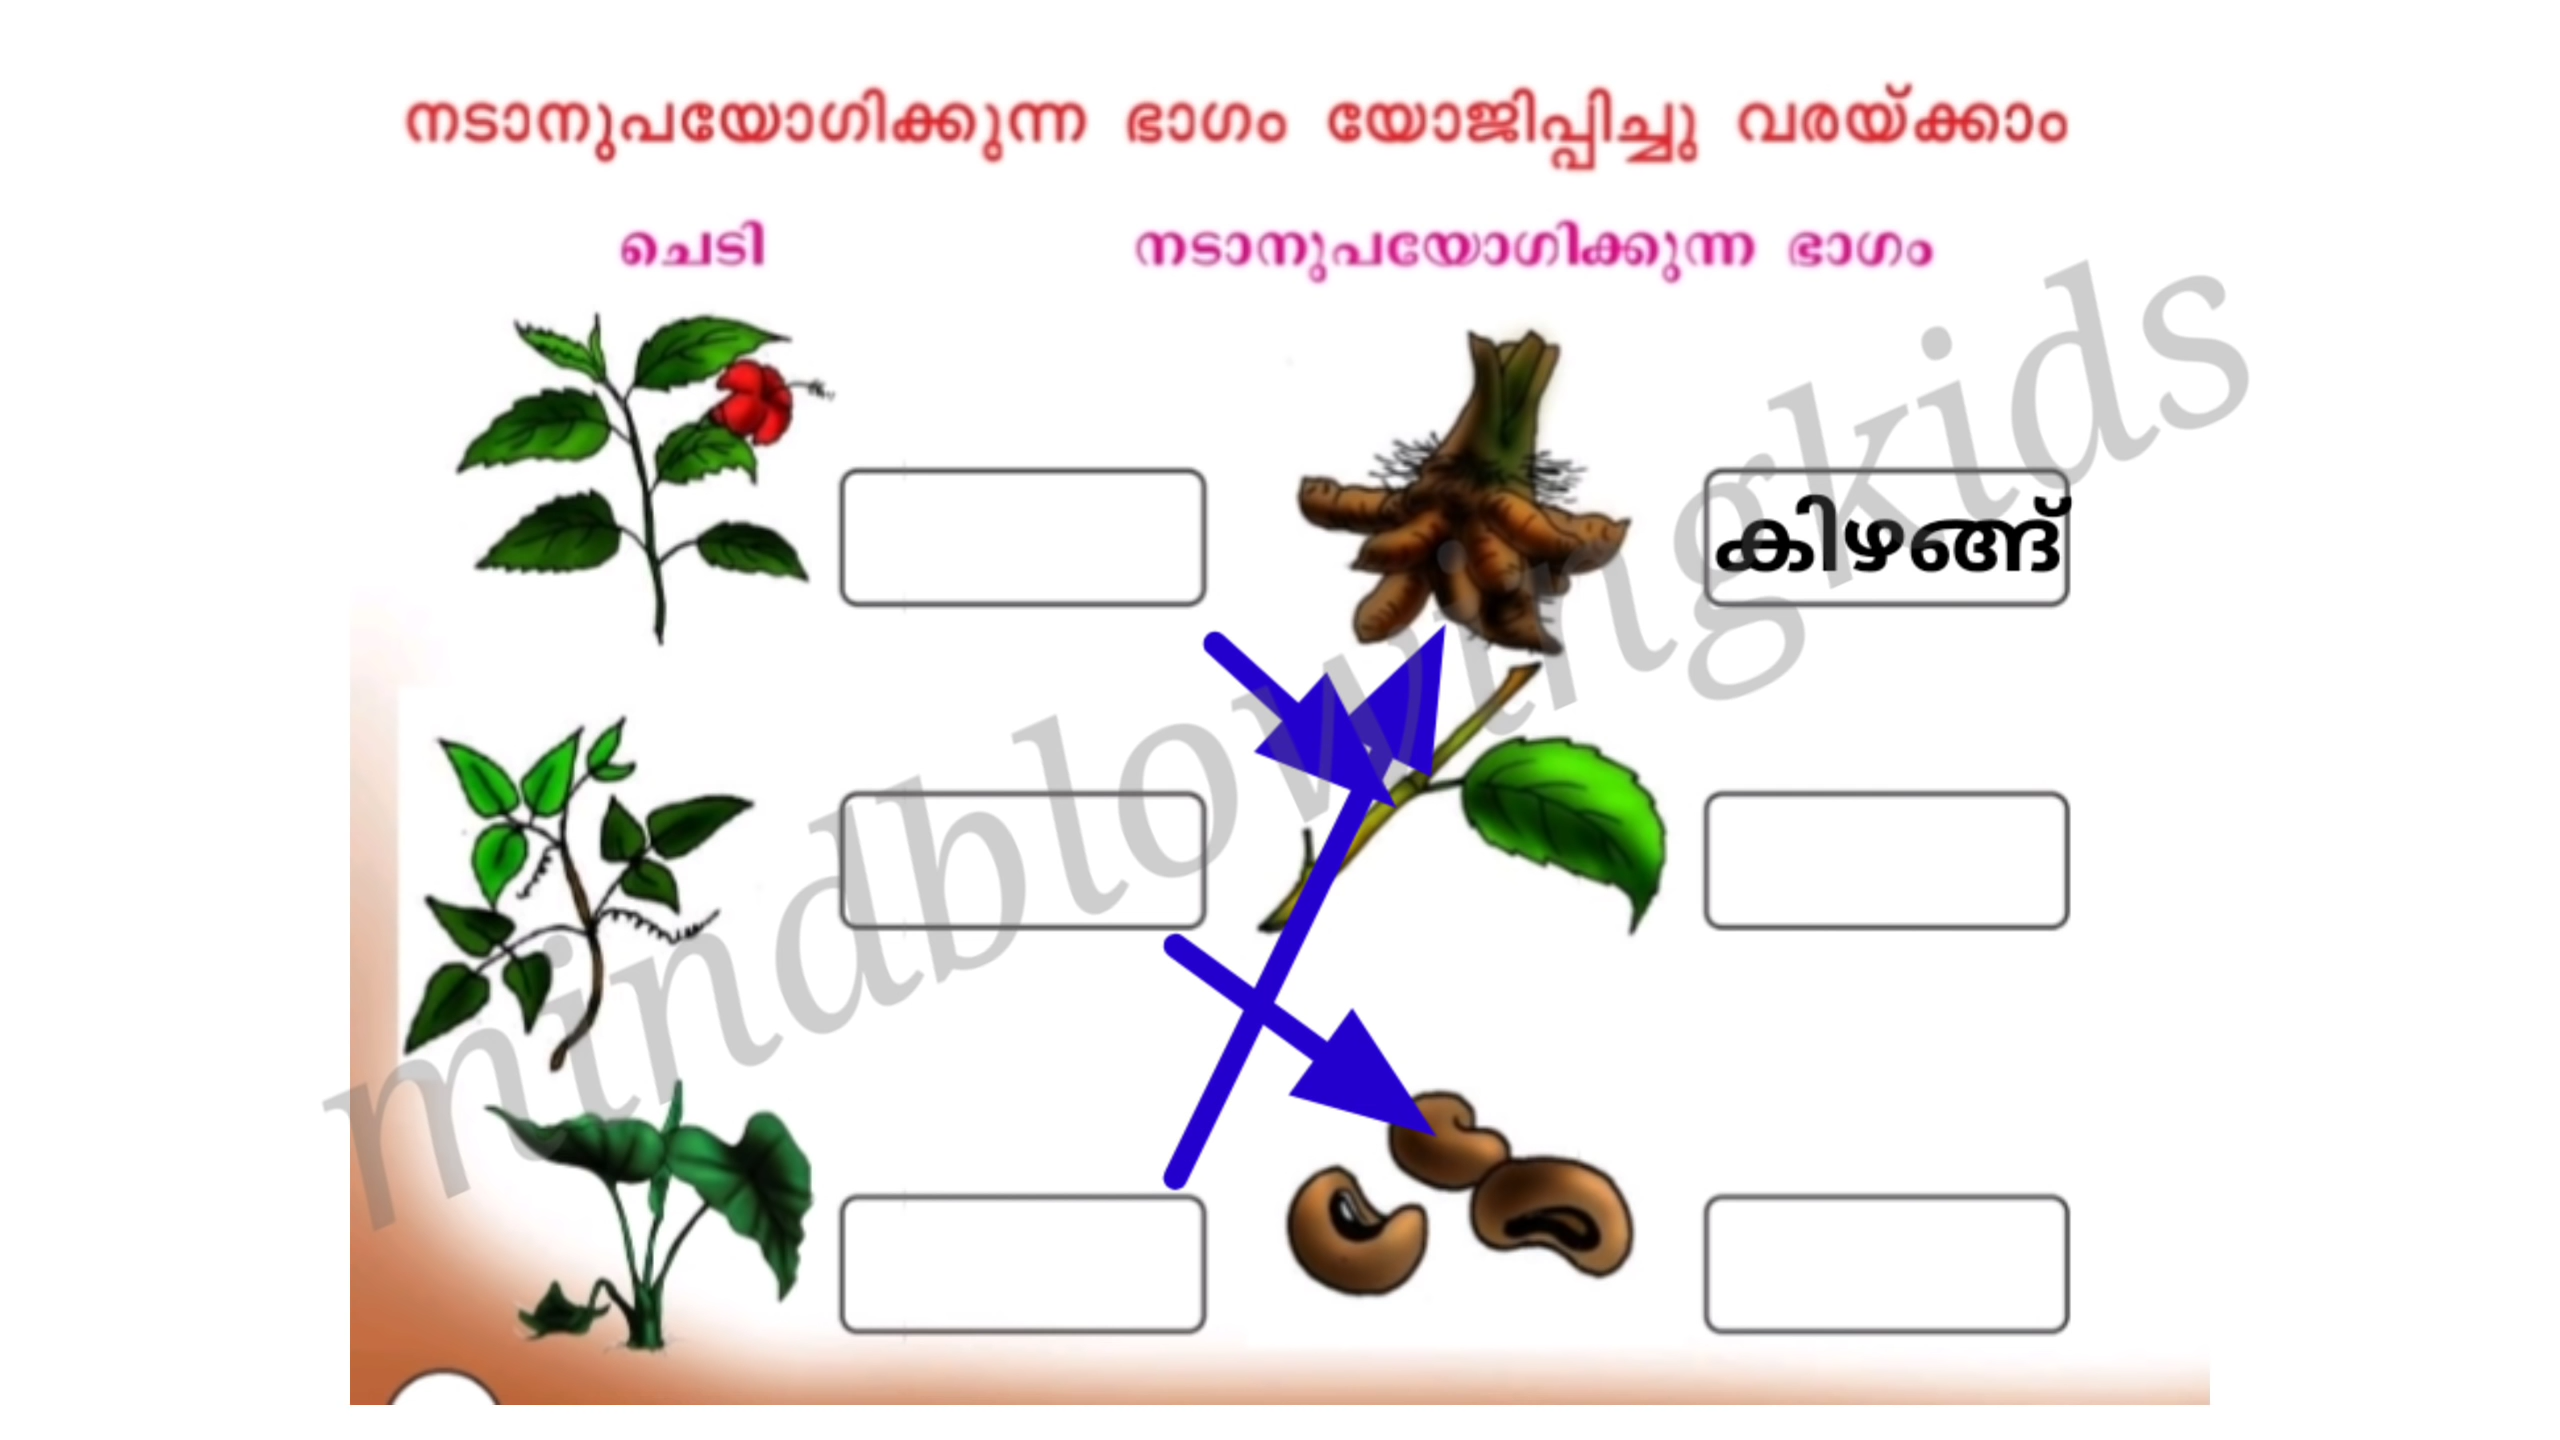 നടാനുപയോഗിക്കുന്ന ഭാഗം യോജിപ്പിച്ചു വരയ്ക്കാം
ചെടി നടാനുപയോഗിക്കുന്ന ഭാഗം
കിഴങ്ങ്
mindblowingkids